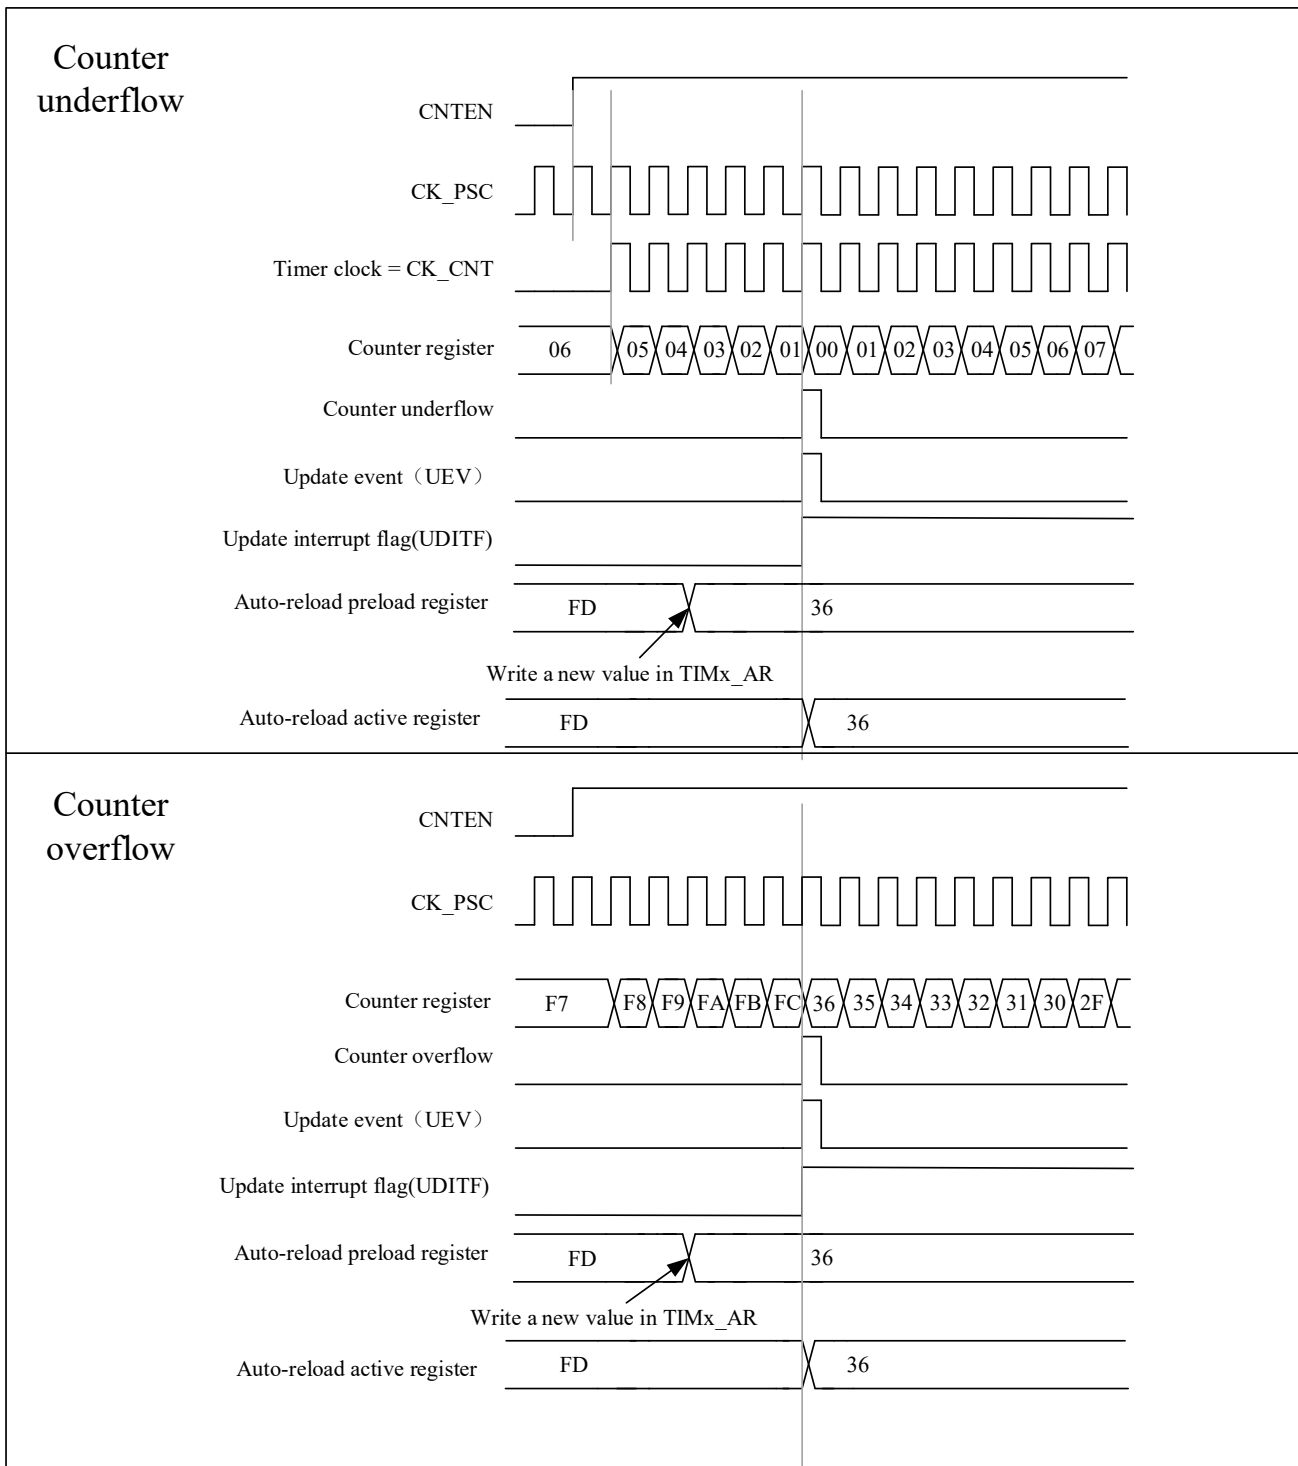 Counter
underflow
CNTEN
CK_PSC
Timer clock = CK_CNT
Counter register 06 05 04 03 02 01 00 01 02 03 04 05 06 07
Counter underflow
Update event（UEV）
Update interrupt flag(UDITF)
Auto-reload preload register FD 36
Write a new value in TIMx_AR
Auto-reload active register FD 36
Counter
overflow
CNTEN
CK_PSC
Counter register F7 F8 F9 FA FB FC 36 35 34 33 32 31 30 2F
Counter overflow
Update event（UEV）
Update interrupt flag(UDITF)
Auto-reload preload register FD 36
Write a new value in TIMx_AR
Auto-reload active register FD 36